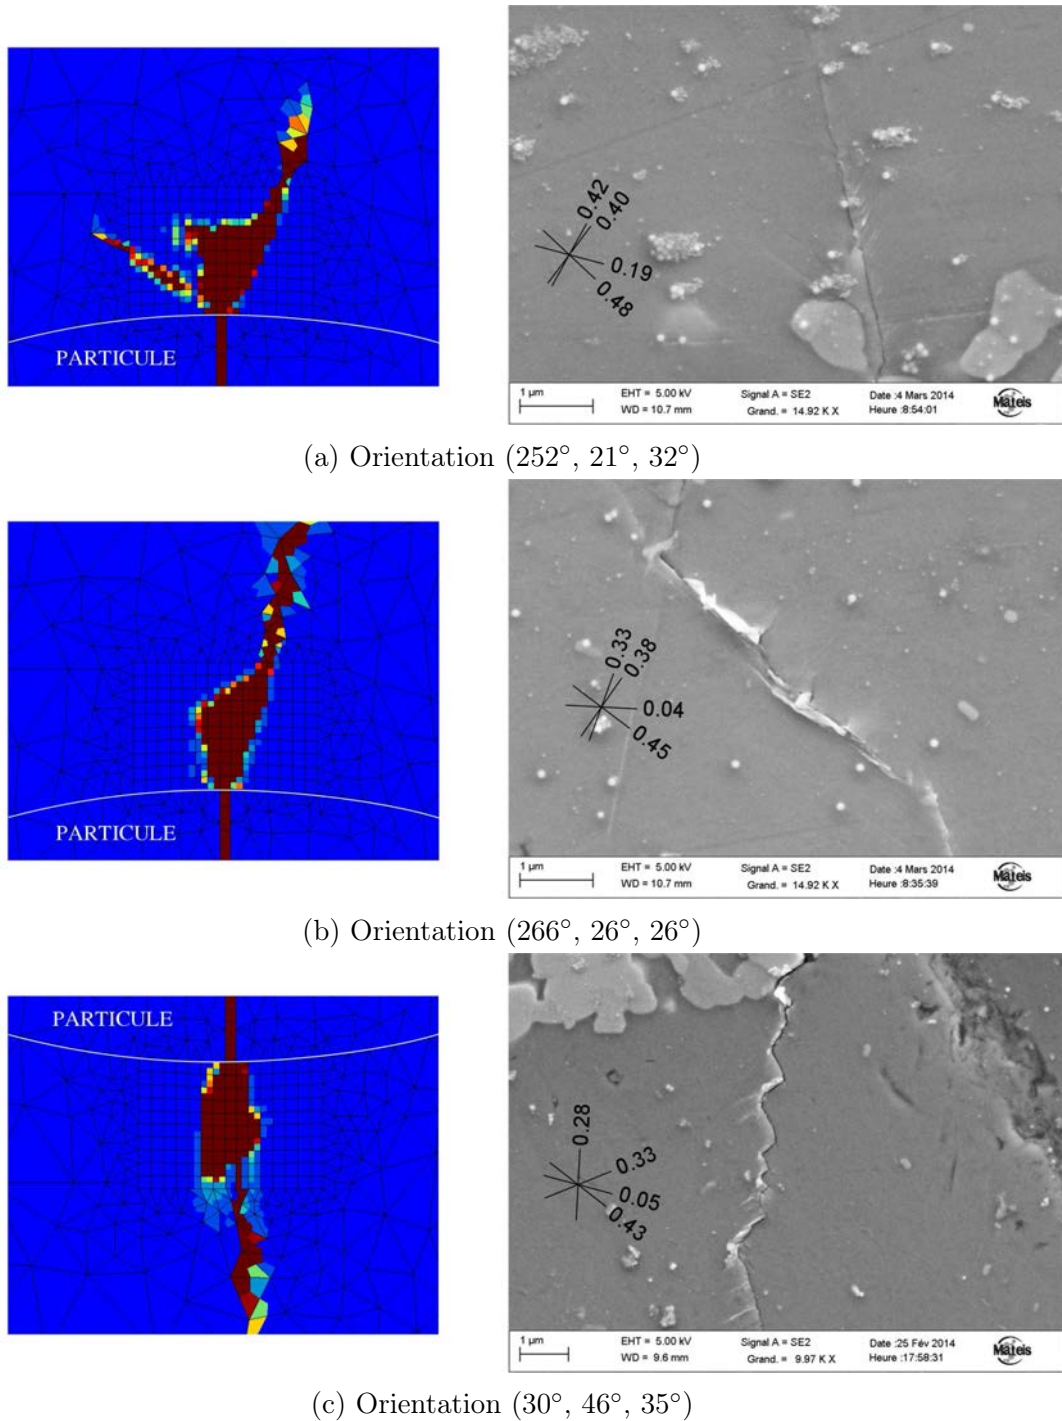 PARTICULE
0.42
0.40
0.19
0.48
1 µm
EHT = 5.00 kV Signal A = SE2 Date :4 Mars 2014
WD = 10.7 mm Grand. = 14.92 K X Heure :8:54:01
Mateis
(a) Orientation (252°, 21°, 32°)
PARTICULE
0.33
0.38
0.04
0.45
1 µm
EHT = 5.00 kV Signal A = SE2 Date :4 Mars 2014
WD = 10.7 mm Grand. = 14.92 K X Heure :8:35:39
Mateis
(b) Orientation (266°, 26°, 26°)
PARTICULE
0.28
0.33
0.05
0.43
1 µm
EHT = 5.00 kV Signal A = SE2 Date :25 Fév 2014
WD = 9.6 mm Grand. = 9.97 K X Heure :17:58:31
Mateis
(c) Orientation (30°, 46°, 35°)